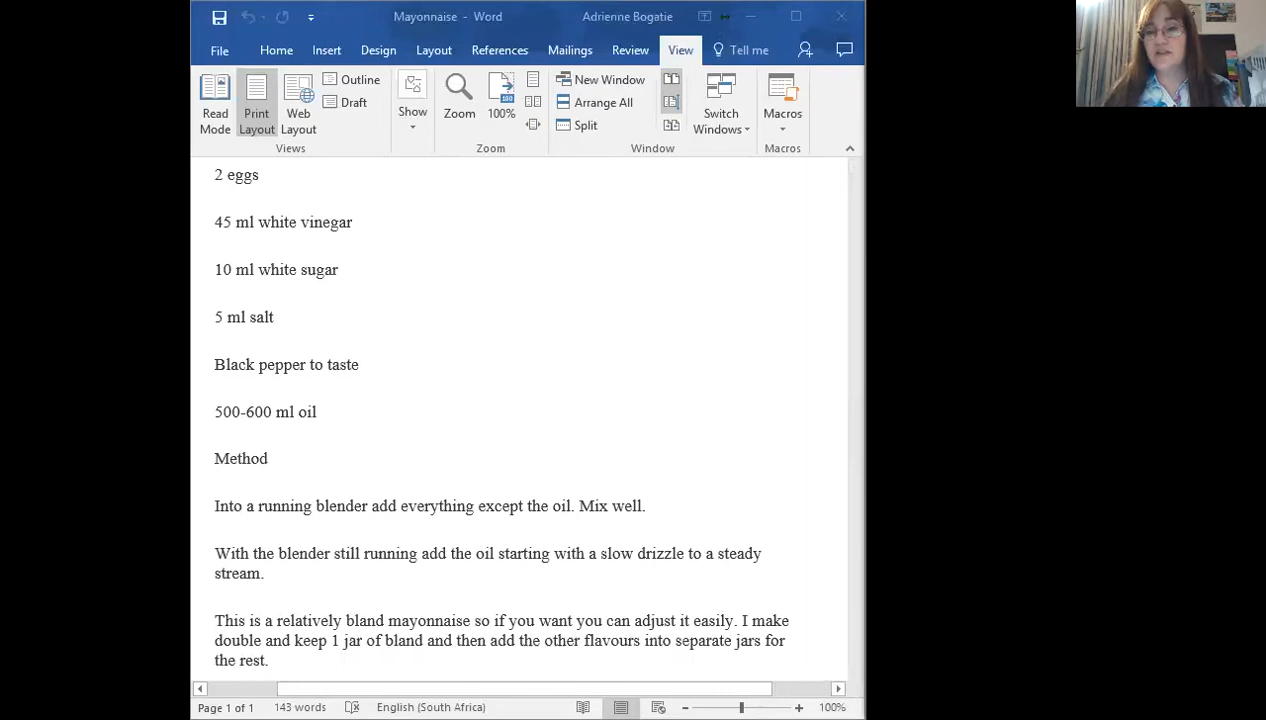 Mayonnaise - Word
Adrienne Bogatie
File Home Insert Design Layout References Mailings Review View Tell me
Read Mode
Print Layout
Web Layout
Outline
Draft
Views
Show
Zoom
100
100%
Zoom
New Window
Arrange All
Split
Switch Windows
Window
Macros
Macros
2 eggs
45 ml white vinegar
10 ml white sugar
5 ml salt
Black pepper to taste
500-600 ml oil
Method
Into a running blender add everything except the oil. Mix well.
With the blender still running add the oil starting with a slow drizzle to a steady
stream.
This is a relatively bland mayonnaise so if you want you can adjust it easily. I make
double and keep 1 jar of bland and then add the other flavours into separate jars for
the rest.
Page 1 of 1 143 words English (South Africa) 100%